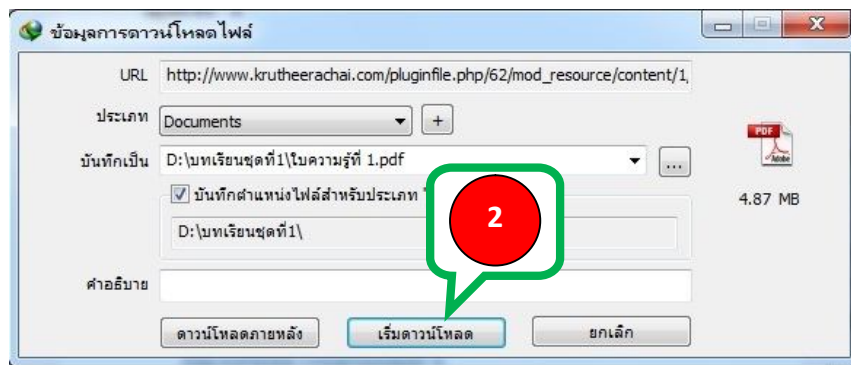 ข้อมูลการดาวน์โหลดไฟล์
URL http://www.krutheerachai.com/pluginfile.php/62/mod_resource/content/1,
ประเภท Documents +
บันทึกเป็น D:\บทเรียนชุดที่1\ใบความรู้ที่ 1.pdf ...
PDF
Adobe
บันทึกตำแหน่งไฟล์สำหรับประเภท
4.87 MB
2
D:\บทเรียนชุดที่1\
คำอธิบาย
ดาวน์โหลดภายหลัง เริ่มดาวน์โหลด ยกเลิก